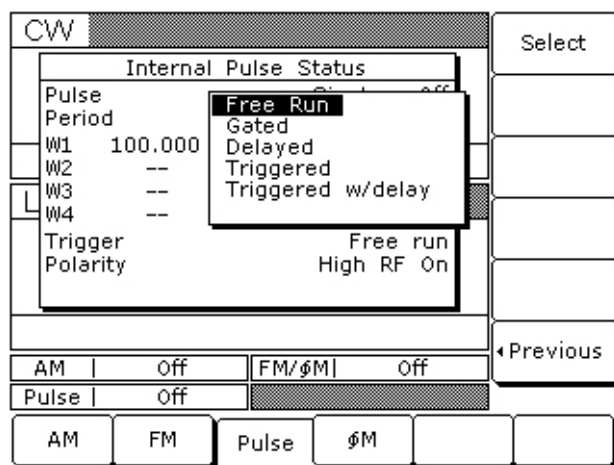 CW
Select
Internal Pulse Status
Pulse
Period
W1 100.000
W2 --
W3 --
W4 --
Free Run
Gated
Delayed
Triggered
Triggered w/delay
Trigger Free run
Polarity High RF On
Previous
AM | Off FM/ϕM| Off
Pulse | Off
AM FM Pulse ϕM